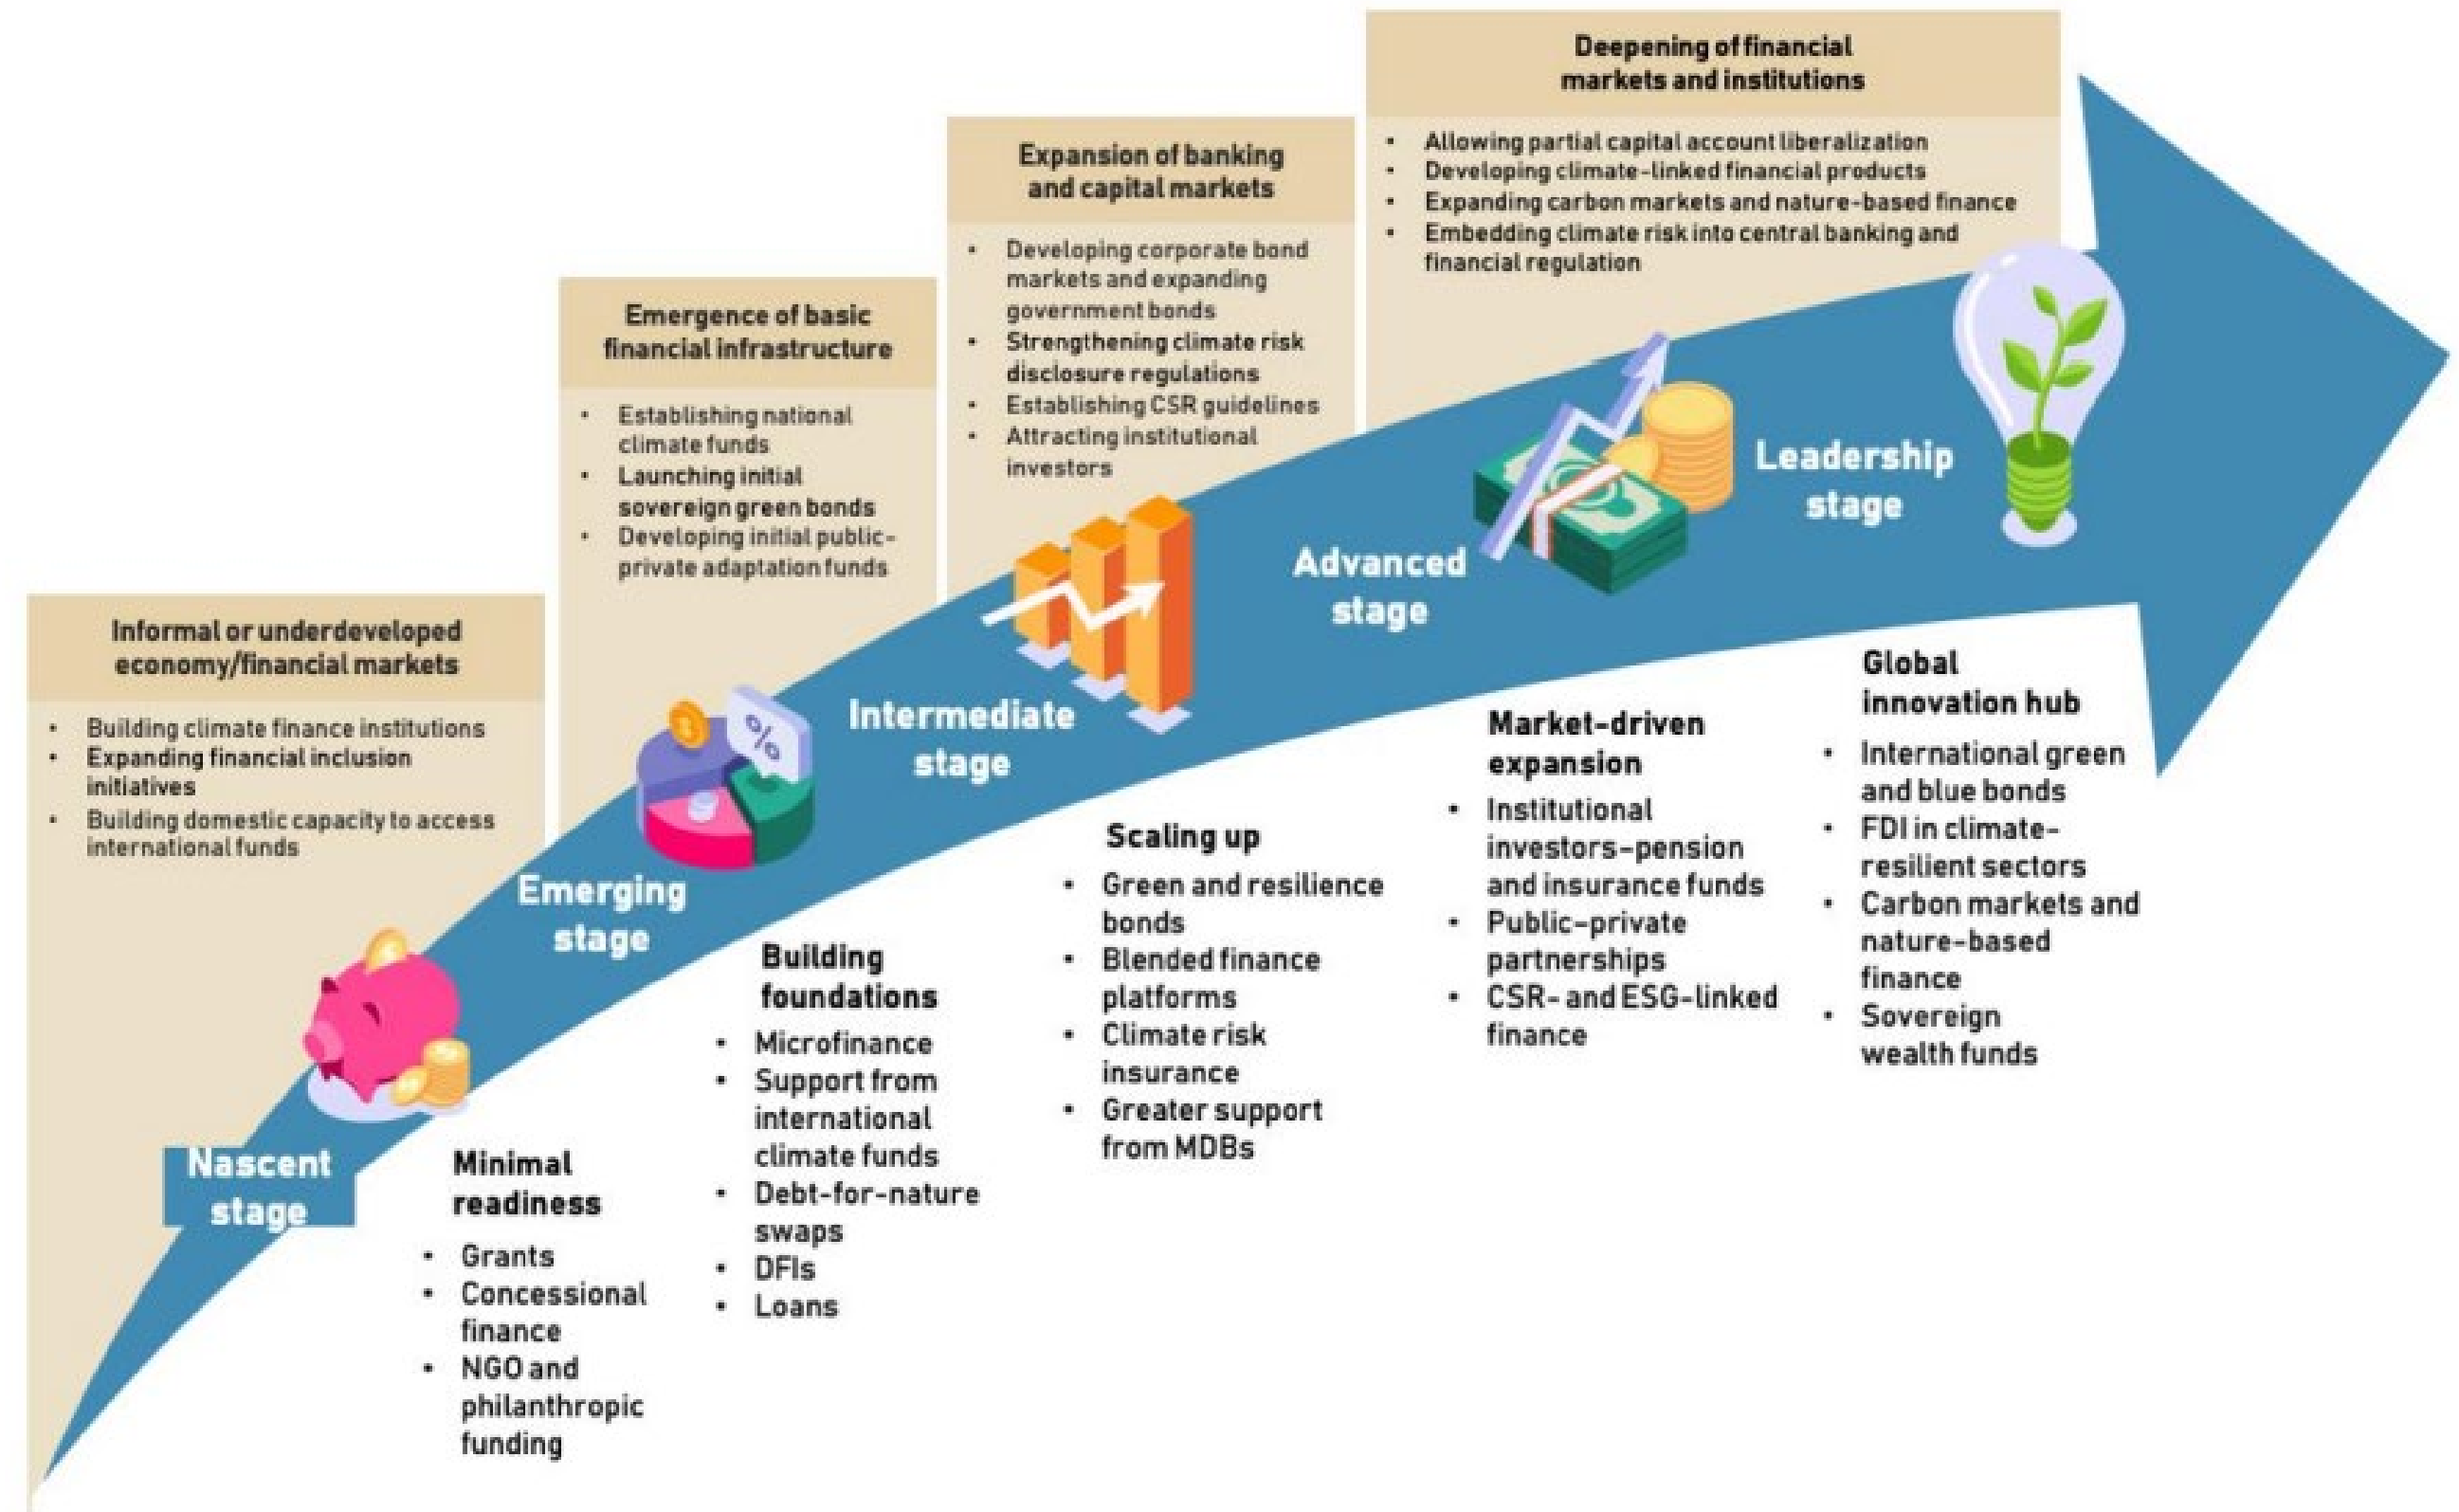 Informal or underdeveloped
economy/financial markets
• Building climate finance institutions
• Expanding financial inclusion
initiatives
• Building domestic capacity to access
international funds
Emergence of basic
financial infrastructure
• Establishing national
climate funds
• Launching initial
sovereign green bonds
• Developing initial public-
private adaptation funds
Expansion of banking
and capital markets
• Developing corporate bond
markets and expanding
government bonds
• Strengthening climate risk
disclosure regulations
• Establishing CSR guidelines
• Attracting institutional
investors
Deepening of financial
markets and institutions
• Allowing partial capital account liberalization
• Developing climate-linked financial products
• Expanding carbon markets and nature-based finance
• Embedding climate risk into central banking and
financial regulation
Nascent
stage
Emerging
stage
%
Intermediate
stage
Advanced
stage
Leadership
stage
Minimal
readiness
• Grants
• Concessional
finance
• NGO and
philanthropic
funding
Building
foundations
• Microfinance
• Support from
international
climate funds
• Debt-for-nature
swaps
• DFIs
• Loans
Scaling up
• Green and resilience
bonds
• Blended finance
platforms
• Climate risk
insurance
• Greater support
from MDBs
Market-driven
expansion
• Institutional
investors-pension
and insurance funds
• Public-private
partnerships
• CSR- and ESG-linked
finance
Global
innovation hub
• International green
and blue bonds
• FDI in climate-
resilient sectors
• Carbon markets and
nature-based
finance
• Sovereign
wealth funds